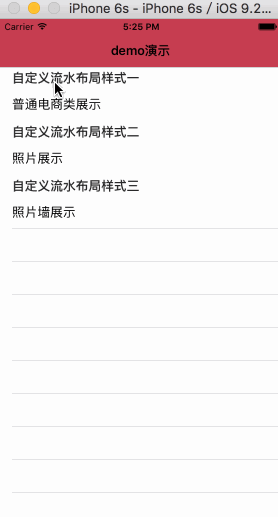 iPhone 6s - iPhone 6s / iOS 9.2...
Carrier 5:25 PM
demo演示
自定义流水布局样式一
普通电商类展示
自定义流水布局样式二
照片展示
自定义流水布局样式三
照片墙展示